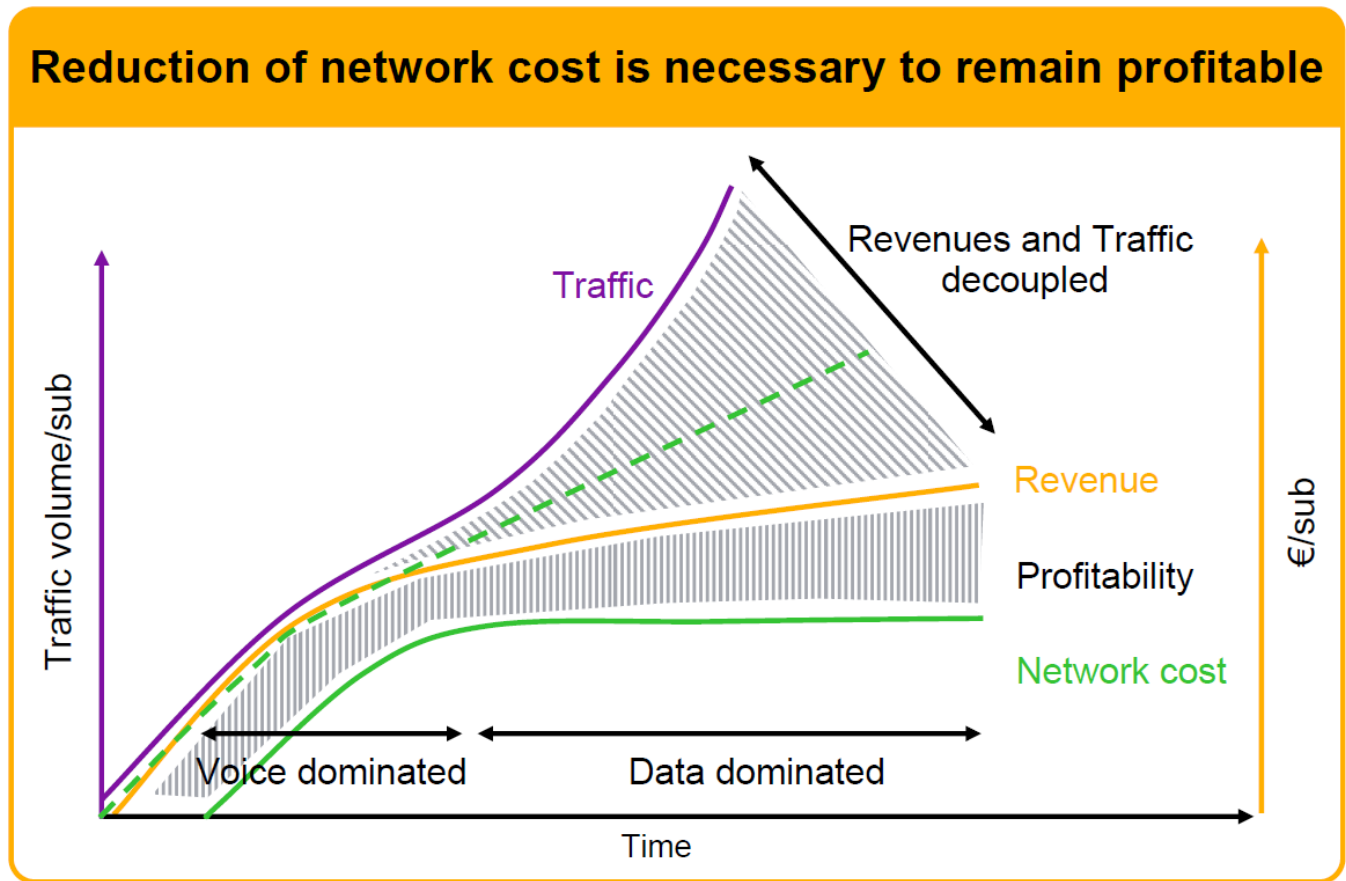 Reduction of network cost is necessary to remain profitable
Traffic
Revenues and Traffic
decoupled
Traffic volume/sub
Revenue
€/sub
Profitability
Network cost
Voice dominated
Data dominated
Time